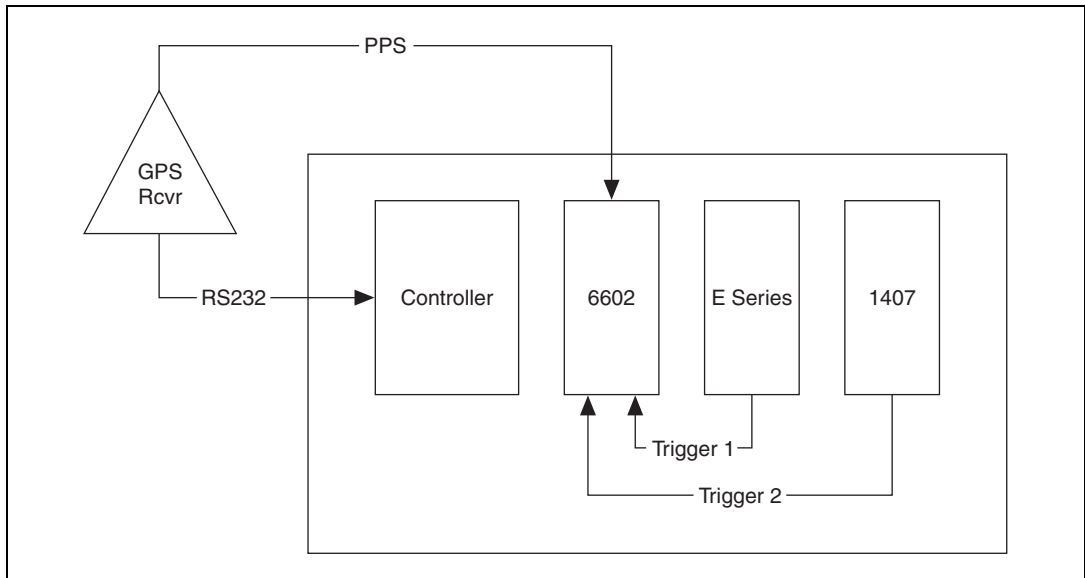 PPS
GPS
Rcvr
RS232
Controller
6602
E Series
1407
Trigger 1
Trigger 2